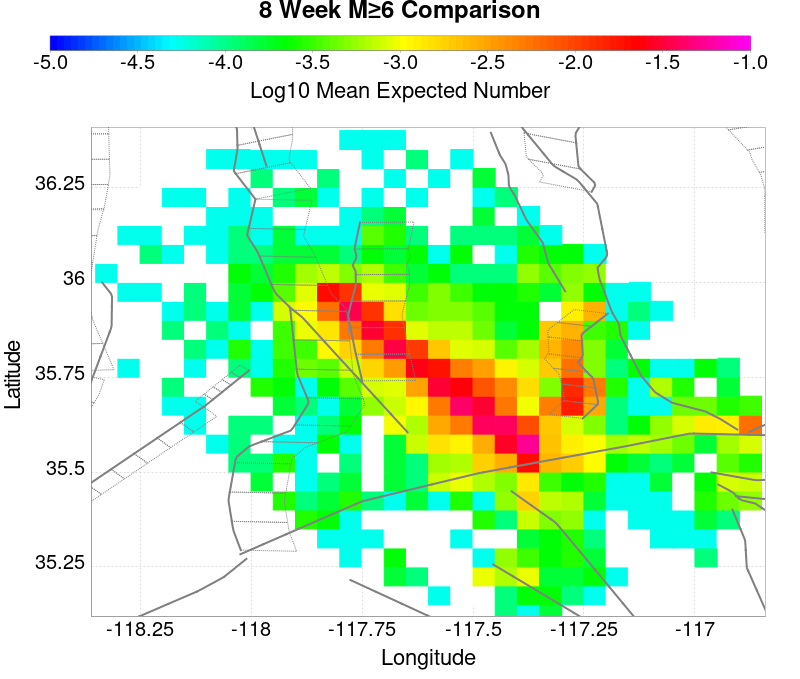 8 Week M≥6 Comparison
-5.0 -4.5 -4.0 -3.5 -3.0 -2.5 -2.0 -1.5 -1.0
Log10 Mean Expected Number
36.25
36
35.75
35.5
35.25
Latitude
-118.25 -118 -117.75 -117.5 -117.25 -117
Longitude